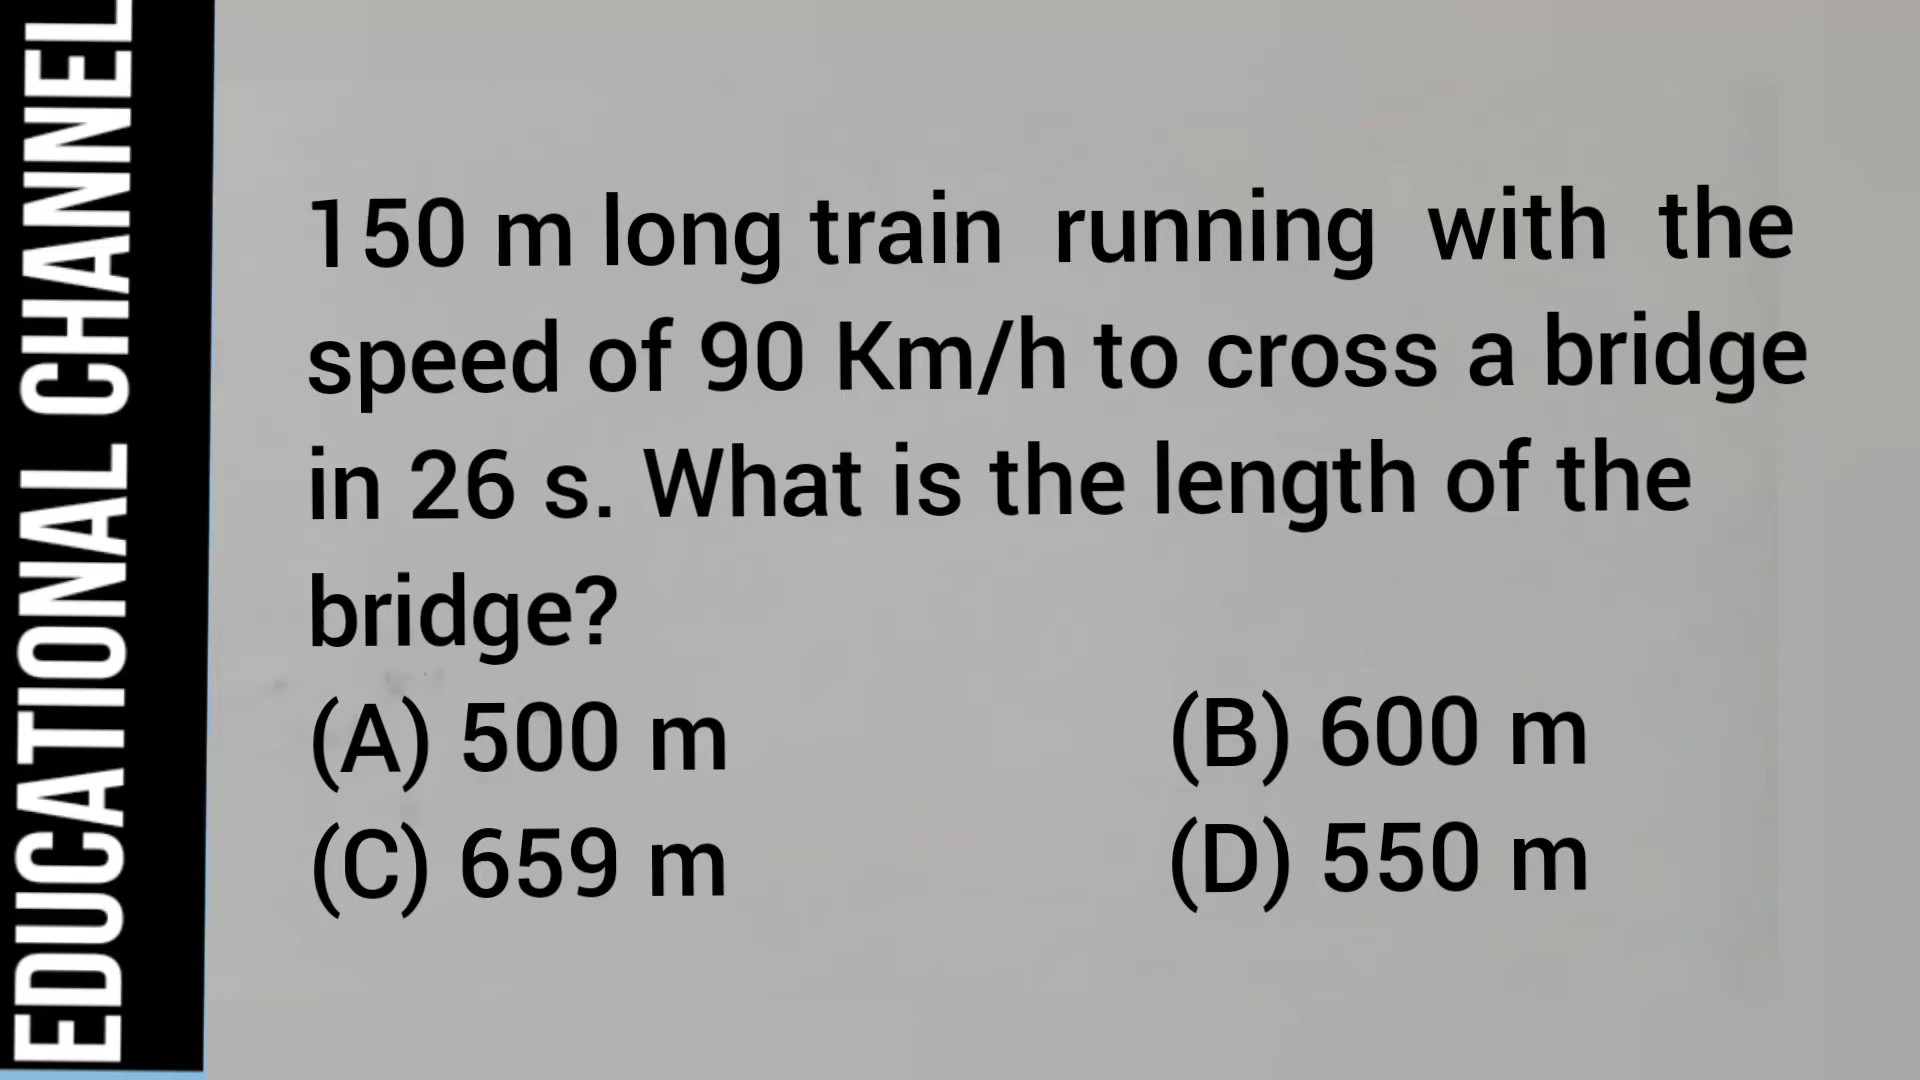 EDUCATIONAL CHANNEL
150 m long train running with the
speed of 90 Km/h to cross a bridge
in 26 s. What is the length of the
bridge?
(A) 500 m (B) 600 m
(C) 659 m (D) 550 m